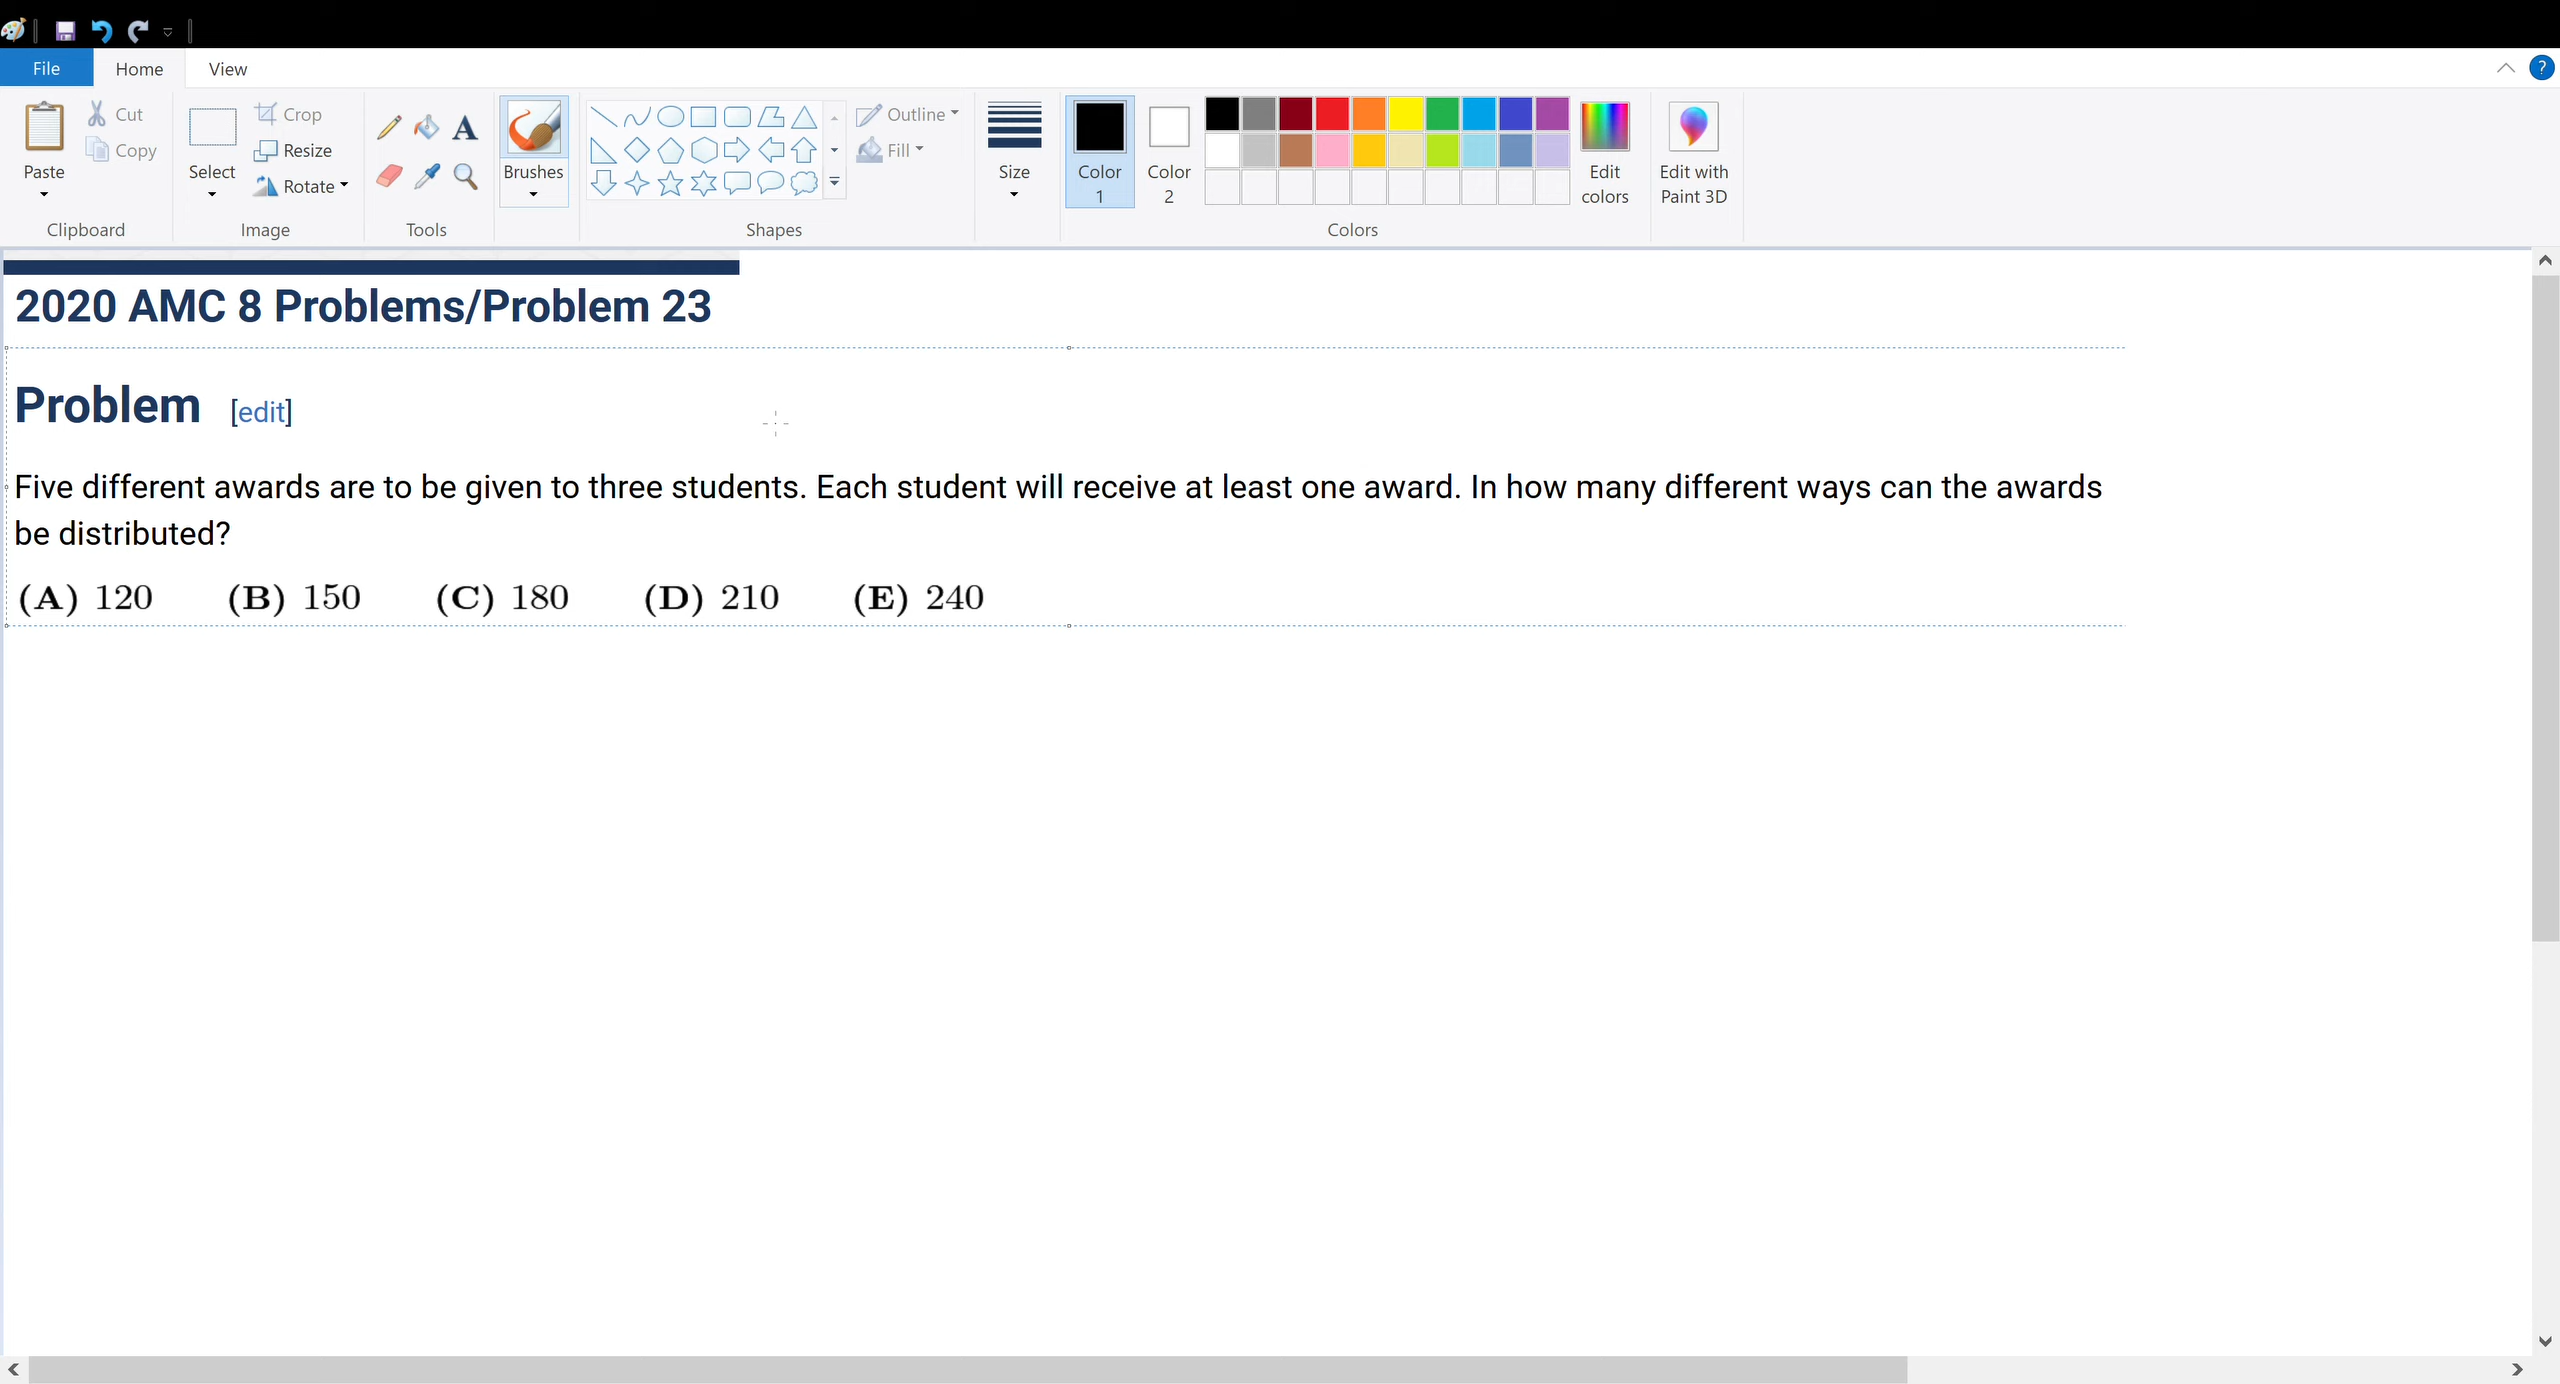 File Home View
Paste Cut Copy Select Crop Resize Rotate A Brushes Outline Fill Size Color 1 Color 2 Edit colors Edit with Paint 3D ?
Clipboard Image Tools Shapes Colors
2020 AMC 8 Problems/Problem 23
Problem [edit]
Five different awards are to be given to three students. Each student will receive at least one award. In how many different ways can the awards
be distributed?
(A) 120 (B) 150 (C) 180 (D) 210 (E) 240